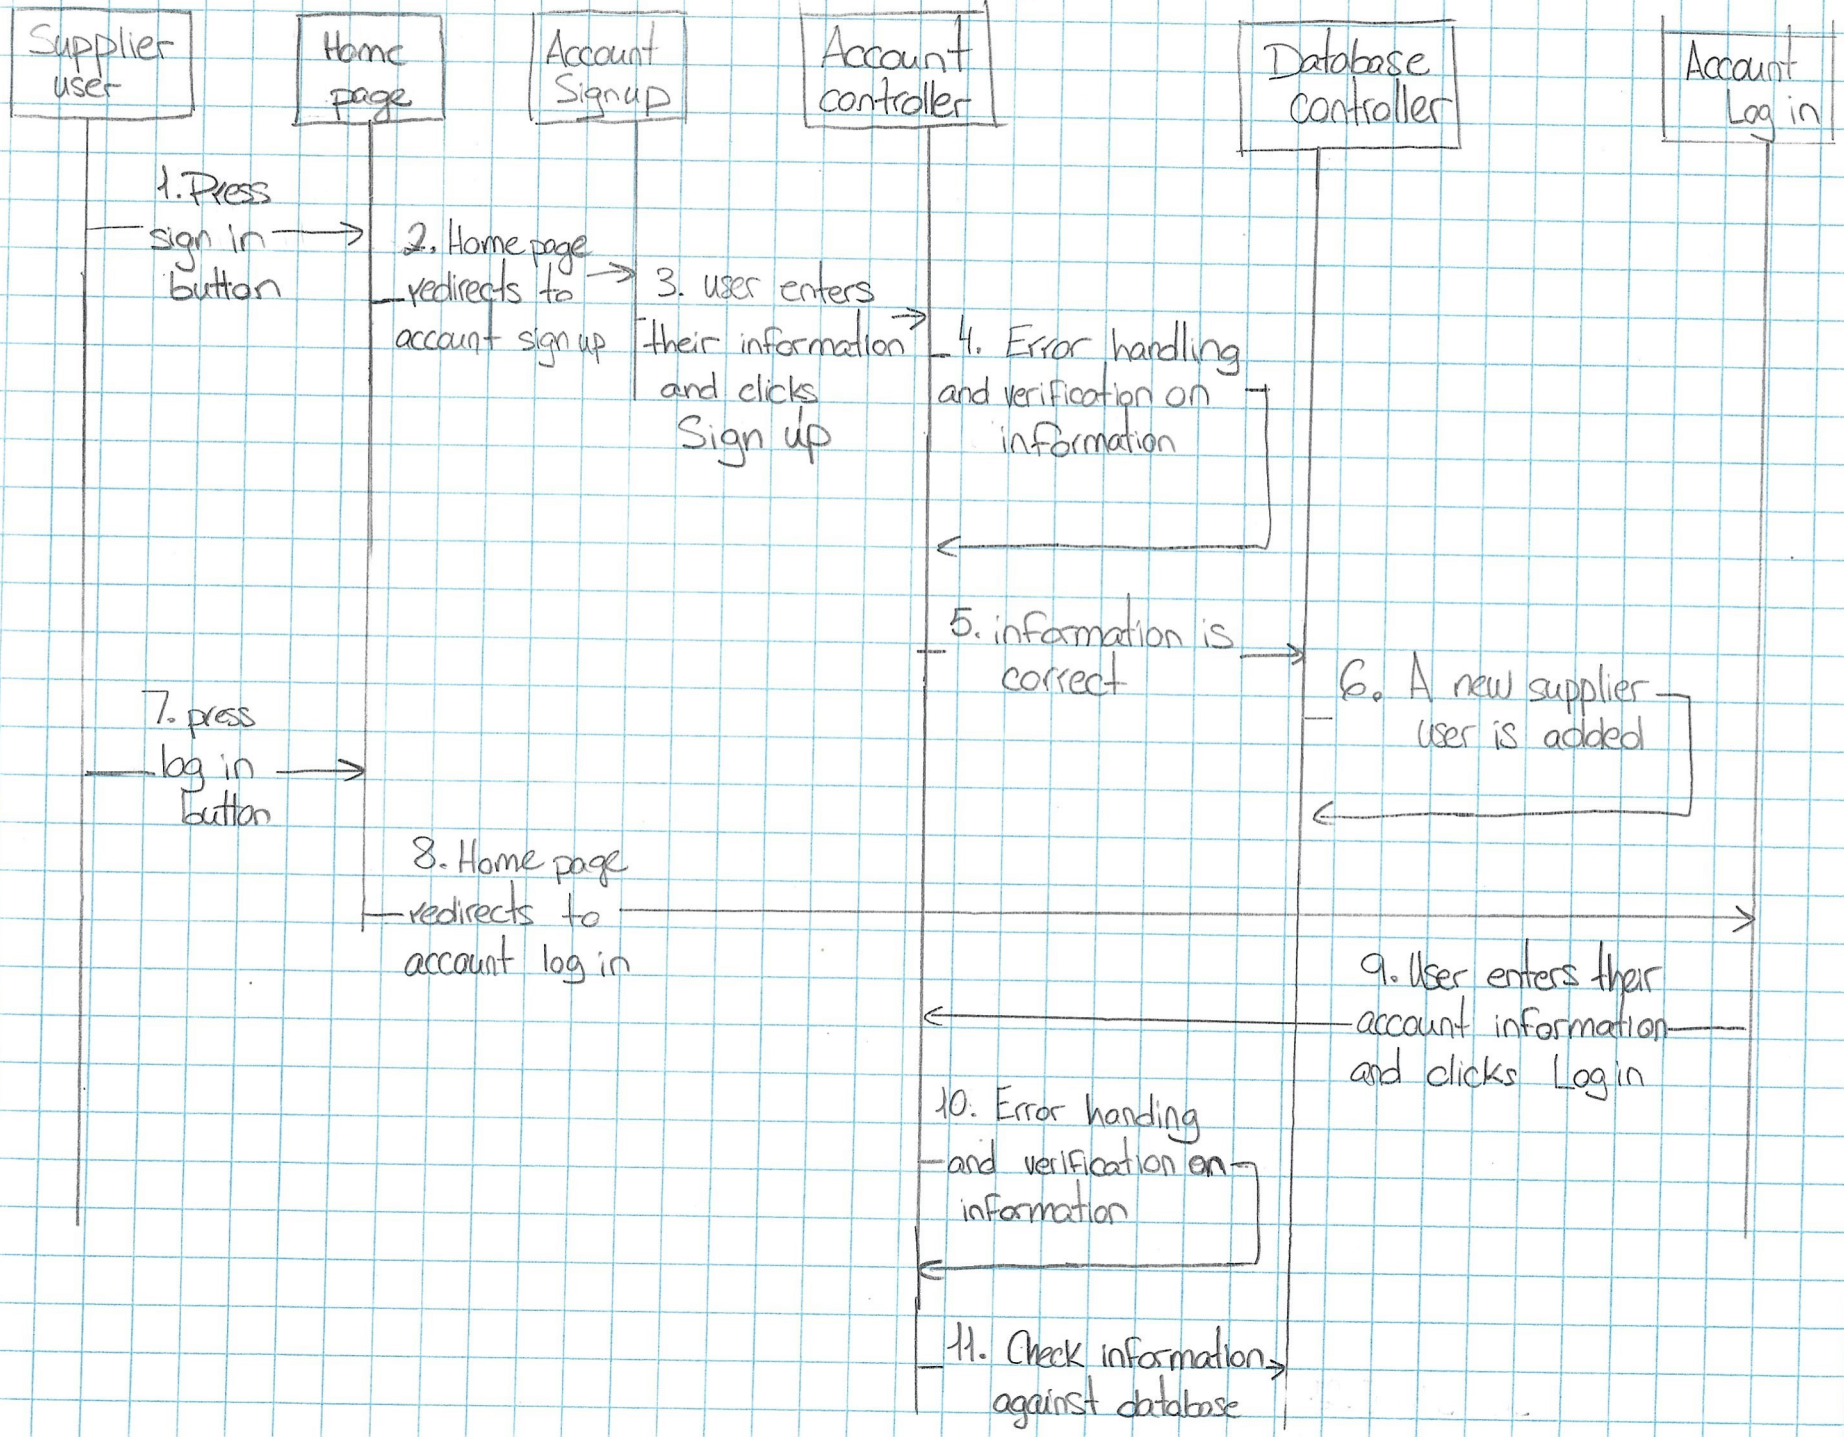 Supplier
user
Home
page
Account
Signup
Account
controller
Database
controller
Account
Log in
1. Press
sign in
button
2. Home page
redirects to
account sign up
3. user enters
their information
and clicks
Sign up
4. Error handling
and verification on
information
5. information is
correct
6. A new supplier
user is added
7. press
log in
button
8. Home page
redirects to
account log in
9. User enters their
account information
and clicks Login
10. Error handing
and verification on
information
11. Check information
against database